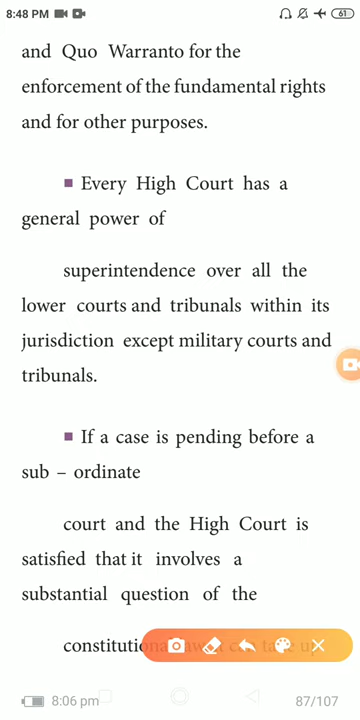 8:48 PM
61
and Quo Warranto for the
enforcement of the fundamental rights
and for other purposes.
■ Every High Court has a
general power of
superintendence over all the
lower courts and tribunals within its
jurisdiction except military courts and
tribunals.
■ If a case is pending before a
sub – ordinate
court and the High Court is
satisfied that it involves a
substantial question of the
8:06 pm
87/107